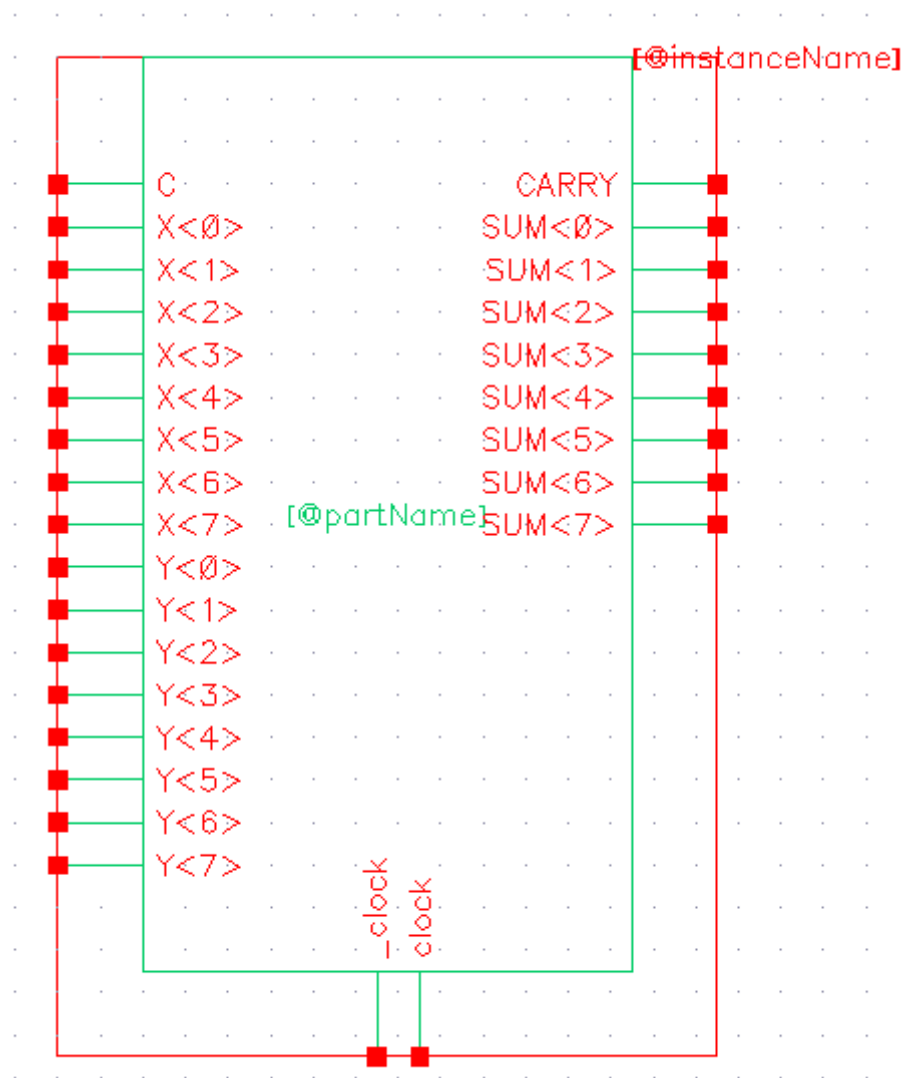 [@instanceName]
C CARRY
X<0> SUM<0>
X<1> SUM<1>
X<2> SUM<2>
X<3> SUM<3>
X<4> SUM<4>
X<5> SUM<5>
X<6> SUM<6>
[@partName]
X<7> SUM<7>
Y<0>
Y<1>
Y<2>
Y<3>
Y<4>
Y<5>
Y<6>
Y<7>
_clock
clock